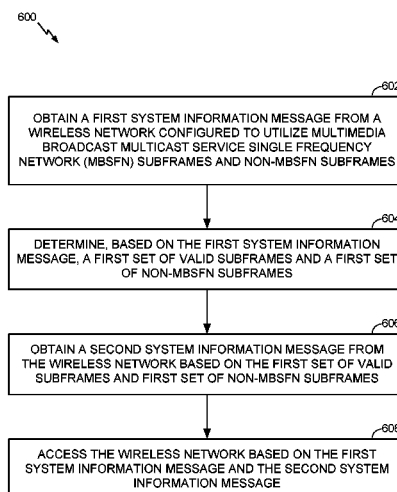 600
602
OBTAIN A FIRST SYSTEM INFORMATION MESSAGE FROM A
WIRELESS NETWORK CONFIGURED TO UTILIZE MULTIMEDIA
BROADCAST MULTICAST SERVICE SINGLE FREQUENCY
NETWORK (MBSFN) SUBFRAMES AND NON-MBSFN SUBFRAMES
604
DETERMINE, BASED ON THE FIRST SYSTEM INFORMATION
MESSAGE, A FIRST SET OF VALID SUBFRAMES AND A FIRST SET
OF NON-MBSFN SUBFRAMES
606
OBTAIN A SECOND SYSTEM INFORMATION MESSAGE FROM
THE WIRELESS NETWORK BASED ON THE FIRST SET OF VALID
SUBFRAMES AND FIRST SET OF NON-MBSFN SUBFRAMES
608
ACCESS THE WIRELESS NETWORK BASED ON THE FIRST
SYSTEM INFORMATION MESSAGE AND THE SECOND SYSTEM
INFORMATION MESSAGE